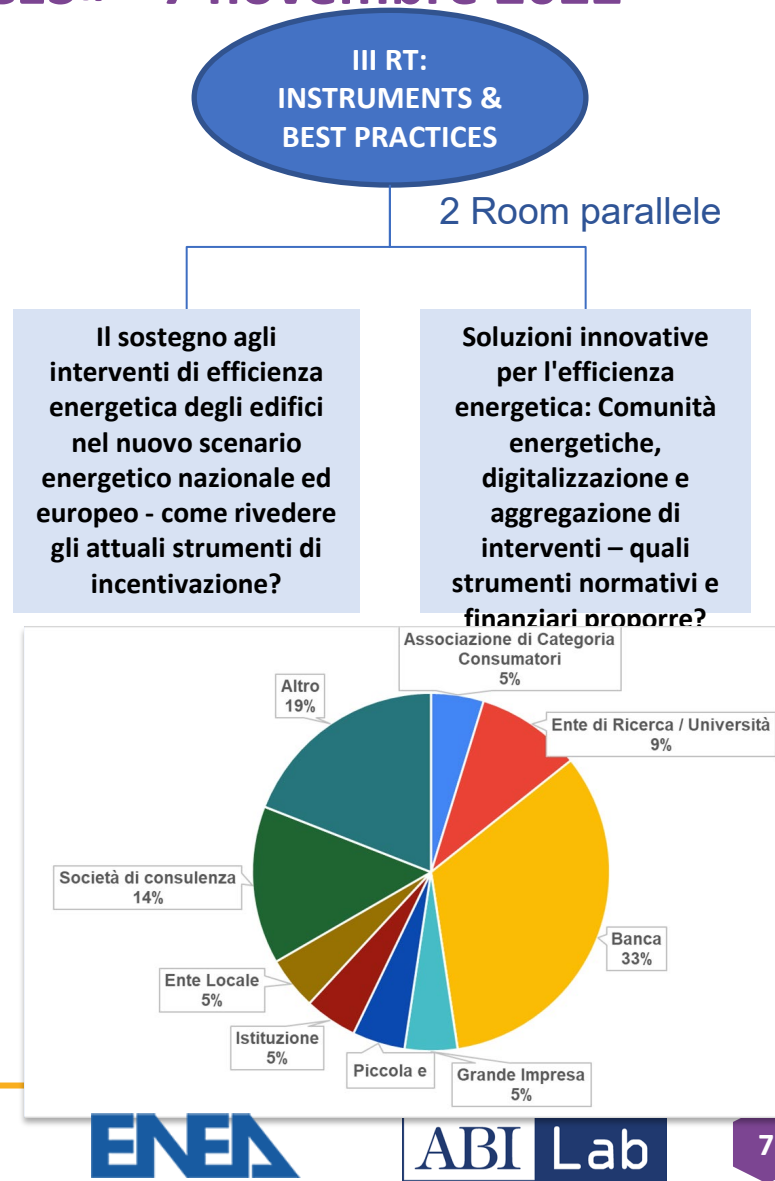 7 novembre 2022
III RT:
INSTRUMENTS &
BEST PRACTICES
2 Room parallele
Il sostegno agli
interventi di efficienza
energetica degli edifici
nel nuovo scenario
energetico nazionale ed
europeo - come rivedere
gli attuali strumenti di
incentivazione?
Soluzioni innovative
per l'efficienza
energetica: Comunità
energetiche,
digitalizzazione e
aggregazione di
interventi – quali
strumenti normativi e
finanziari proporre?
Associazione di Categoria
Consumatori
5%
Altro
19%
Ente di Ricerca / Università
9%
Società di consulenza
14%
Banca
33%
Ente Locale
5%
Istituzione
5%
Piccola e
Grande Impresa
5%
ENEA
ABI Lab
7